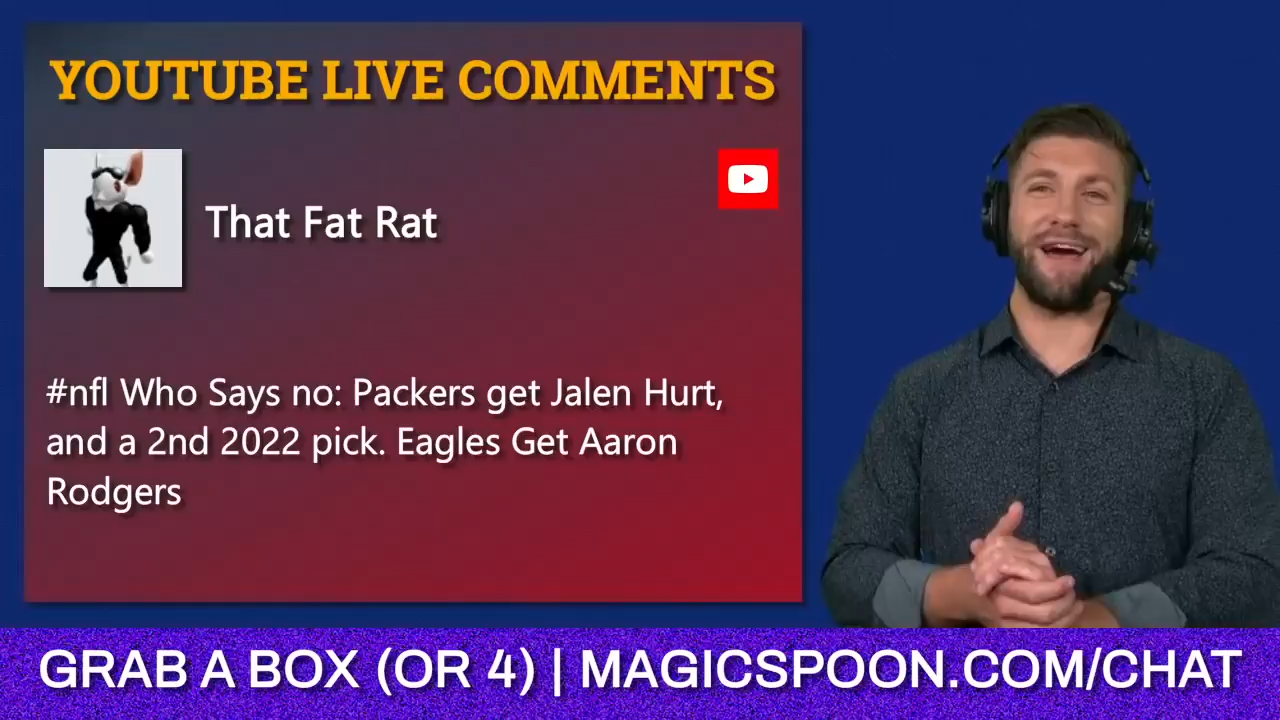 YOUTUBE LIVE COMMENTS
That Fat Rat
#nfl Who Says no: Packers get Jalen Hurt,
and a 2nd 2022 pick. Eagles Get Aaron
Rodgers
GRAB A BOX (OR 4) | MAGICSPOON.COM/CHAT